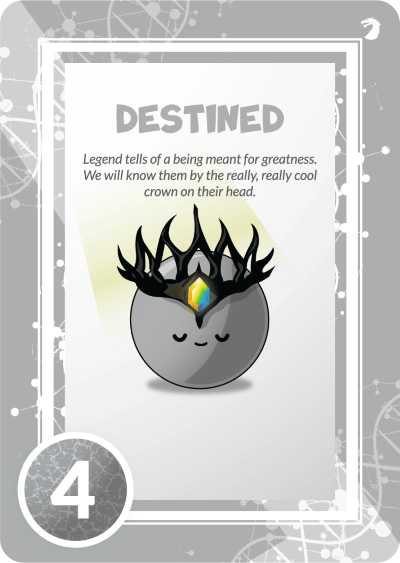 DESTINED
Legend tells of a being meant for greatness.
We will know them by the really, really cool
crown on their head.
4